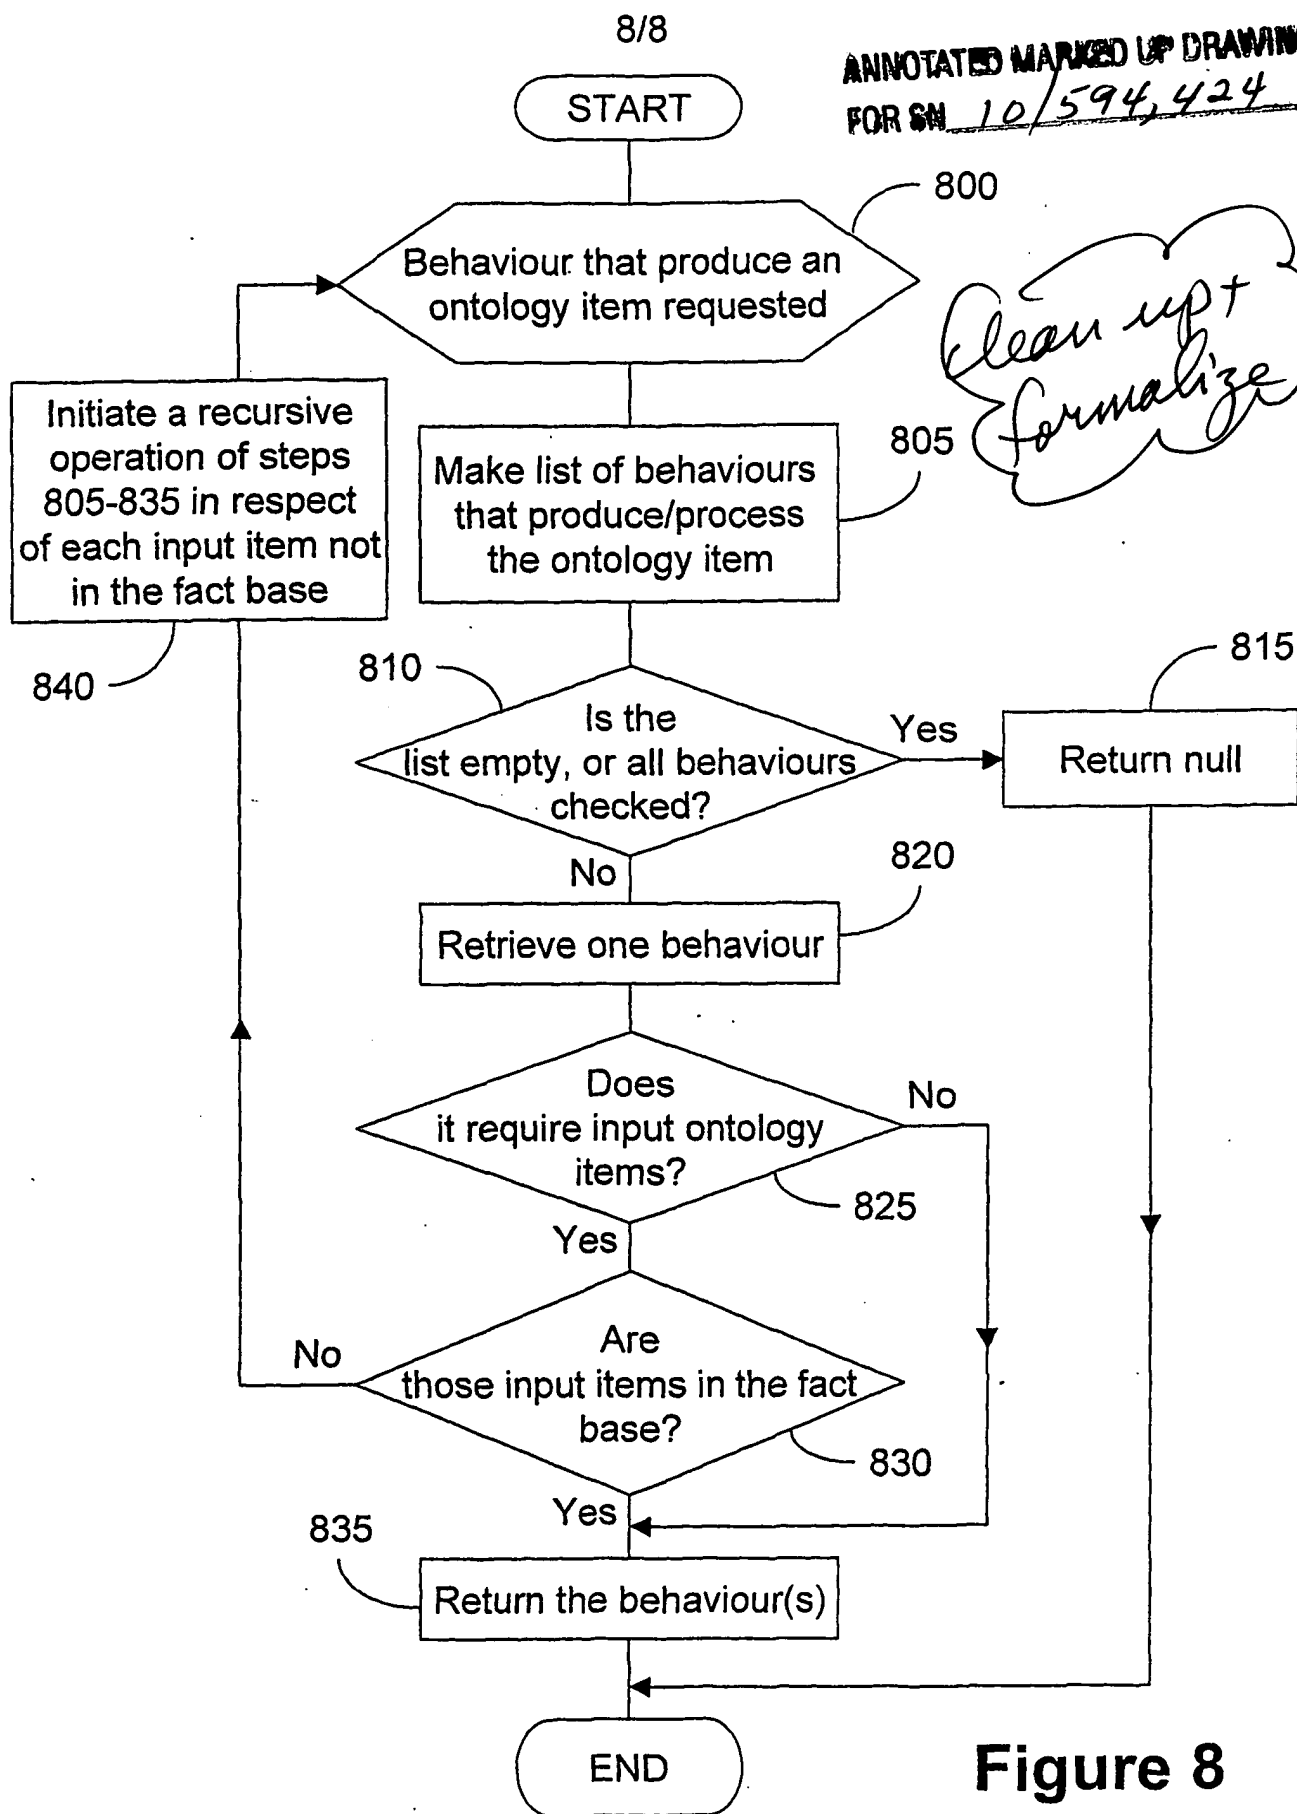 8/8
ANNOTATED MARKED UP DRAWIN
FOR SN 10/594,424
START
800
Behaviour that produce an
ontology item requested
Clean up +
formalize
Initiate a recursive
operation of steps
805-835 in respect
of each input item not
in the fact base
840
805
Make list of behaviours
that produce/process
the ontology item
810
Is the
list empty, or all behaviours
checked?
Yes
815
Return null
No
820
Retrieve one behaviour
Does
it require input ontology
items?
No
825
Yes
Are
those input items in the fact
base?
No
830
Yes
835
Return the behaviour(s)
END
Figure 8